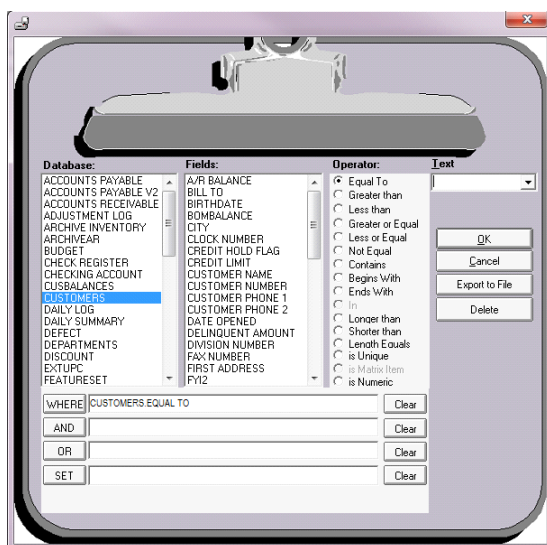 Database:
ACCOUNTS PAYABLE
ACCOUNTS PAYABLE V2
ACCOUNTS RECEIVABLE
ADJUSTMENT LOG
ARCHIVE INVENTORY
ARCHIVEAR
BUDGET
CHECK REGISTER
CHECKING ACCOUNT
CUSBALANCES
CUSTOMERS
DAILY LOG
DAILY SUMMARY
DEFECT
DEPARTMENTS
DISCOUNT
EXTUPC
FEATURESET
Fields:
A/R BALANCE
BILL TO
BIRTHDATE
BOMBALANCE
CITY
CLOCK NUMBER
CREDIT HOLD FLAG
CREDIT LIMIT
CUSTOMER NAME
CUSTOMER NUMBER
CUSTOMER PHONE 1
CUSTOMER PHONE 2
DATE OPENED
DELINQUENT AMOUNT
DIVISION NUMBER
FAX NUMBER
FIRST ADDRESS
FYI2
Operator:
Equal To
Greater than
Less than
Greater or Equal
Less or Equal
Not Equal
Contains
Begins With
Ends With
In
Longer than
Shorter than
Length Equals
is Unique
is Matrix Item
is Numeric
Text
OK
Cancel
Export to File
Delete
WHERE CUSTOMERS.EQUAL TO Clear
AND Clear
OR Clear
SET Clear